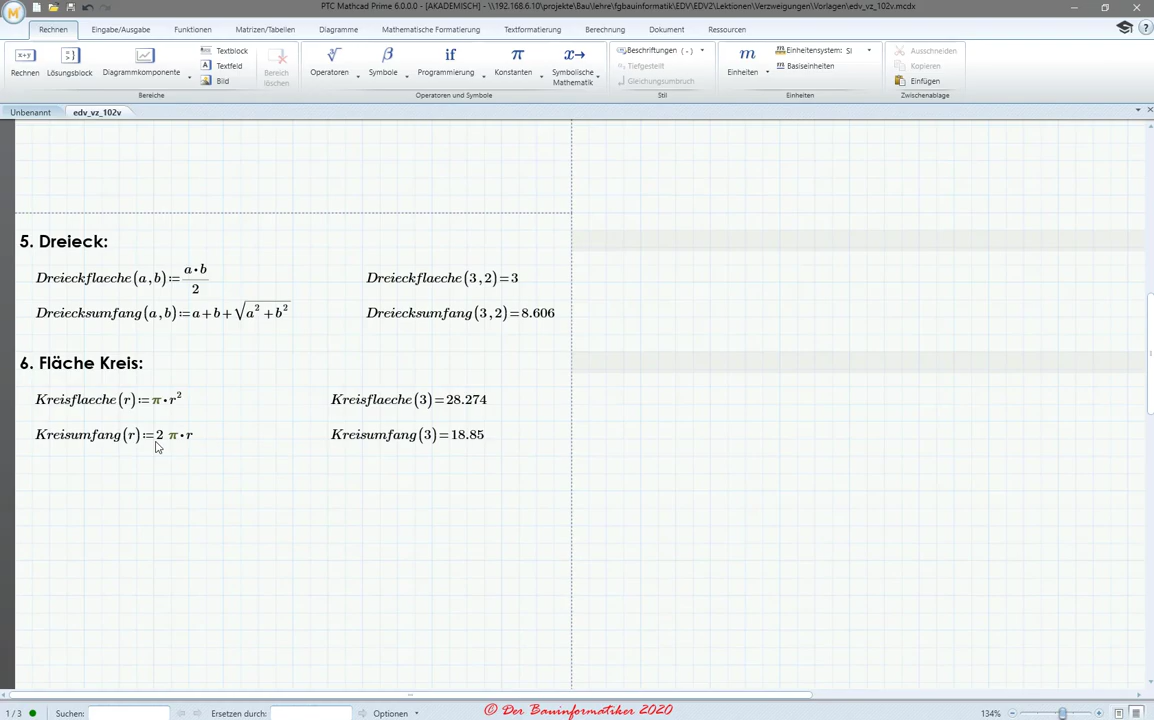 PTC Mathcad Prime 6.0.0.0 - [AKADEMISCH] - \\192.168.6.10\projekte\Bau\lehre\fgbauinformatik\EDV\EDV2\Lektionen\Verzweigungen\Vorlagen\edv_vz_102v.mcdx
Rechnen Eingabe/Ausgabe Funktionen Matrizen/Tabellen Diagramme Mathematische Formatierung Textformatierung Berechnung Dokument Ressourcen
Rechnen Lösungsblock Diagrammkomponente Textblock Textfeld Bild Bereich löschen
Operatoren Symbole Programmierung Konstanten Symbolische Mathematik
Beschriftungen ( - ) Tiefgestellt Gleichungsumbruch
Einheiten Einheitensystem: SI Basiseinheiten
Ausschneiden Kopieren Einfügen
Bereiche Operatoren und Symbole Stil Einheiten Zwischenablage
Unbenannt edv_vz_102v
5. Dreieck:
Dreieckflaeche(a,b):=a•b/2 Dreieckflaeche(3,2)=3
Dreiecksumfang(a,b):=a+b+√(a²+b²) Dreiecksumfang(3,2)=8.606
6. Fläche Kreis:
Kreisflaeche(r):=π•r² Kreisflaeche(3)=28.274
Kreisumfang(r):=2 π•r Kreisumfang(3)=18.85
1 / 3 Suchen: Ersetzen durch: Optionen © Der Bauinformatiker 2020 134%